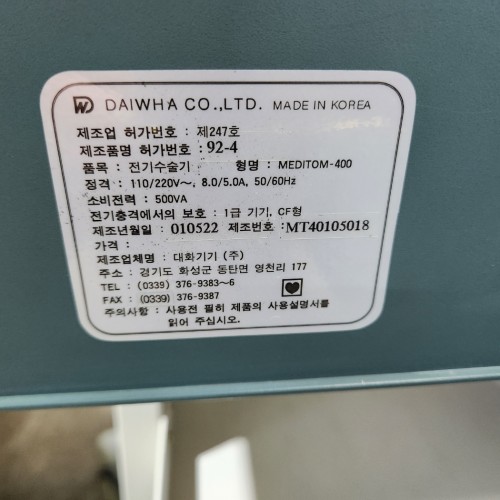 DAIWHA CO.,LTD. MADE IN KOREA
제조업 허가번호 : 제247호
제조품명 허가번호 : 92-4
품목 : 전기수술기 형명 : MEDITOM-400
정격 : 110/220V~, 8.0/5.0A, 50/60Hz
소비전력 : 500VA
전기충격에서의 보호 : 1급 기기, CF형
제조년월일 : 010522 제조번호 : MT40105018
가격 :
제조업체명 : 대화기기 (주)
주소 : 경기도 화성군 동탄면 영천리 177
TEL : (0339) 376-9383~6
FAX : (0339) 376-9387
주의사항 : 사용전 필히 제품의 사용설명서를
읽어 주십시오.